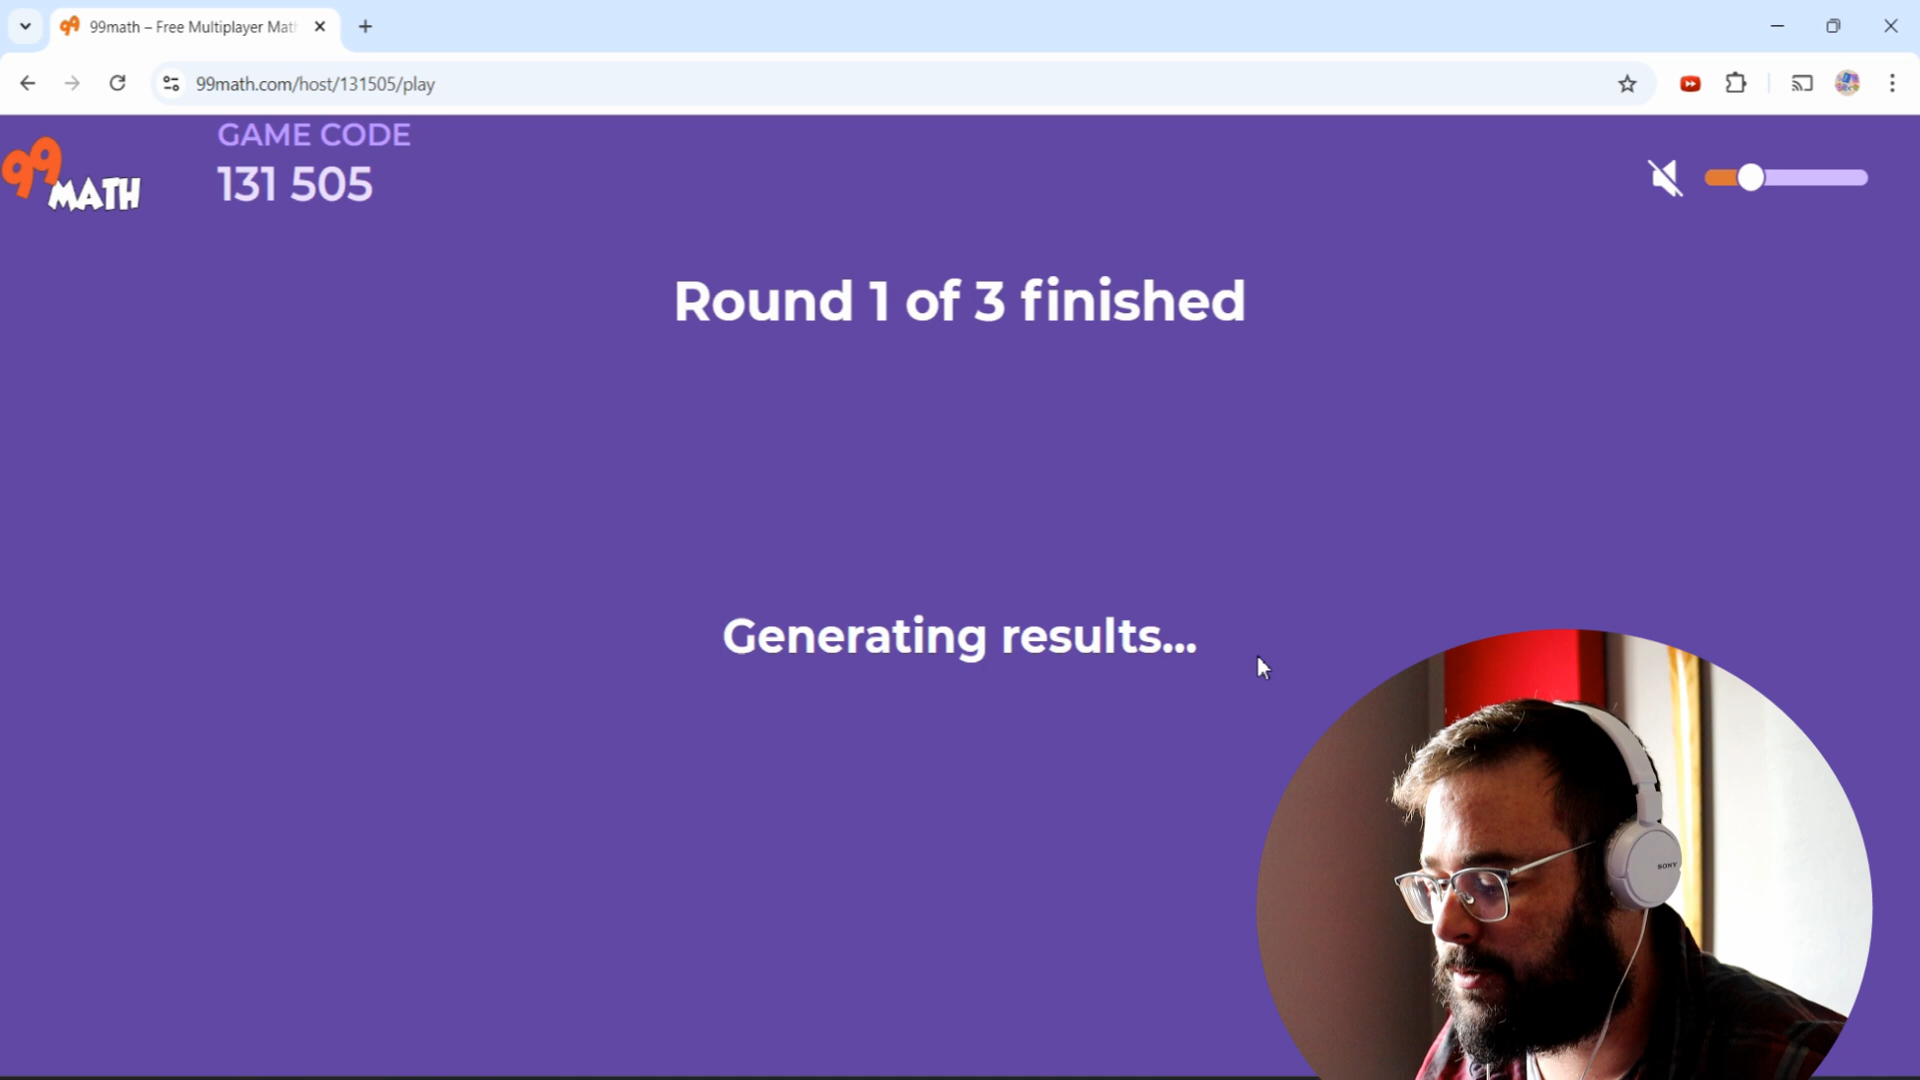 99math – Free Multiplayer Mat
99math.com/host/131505/play
99
MATH
GAME CODE
131 505
Round 1 of 3 finished
Generating results...
SONY